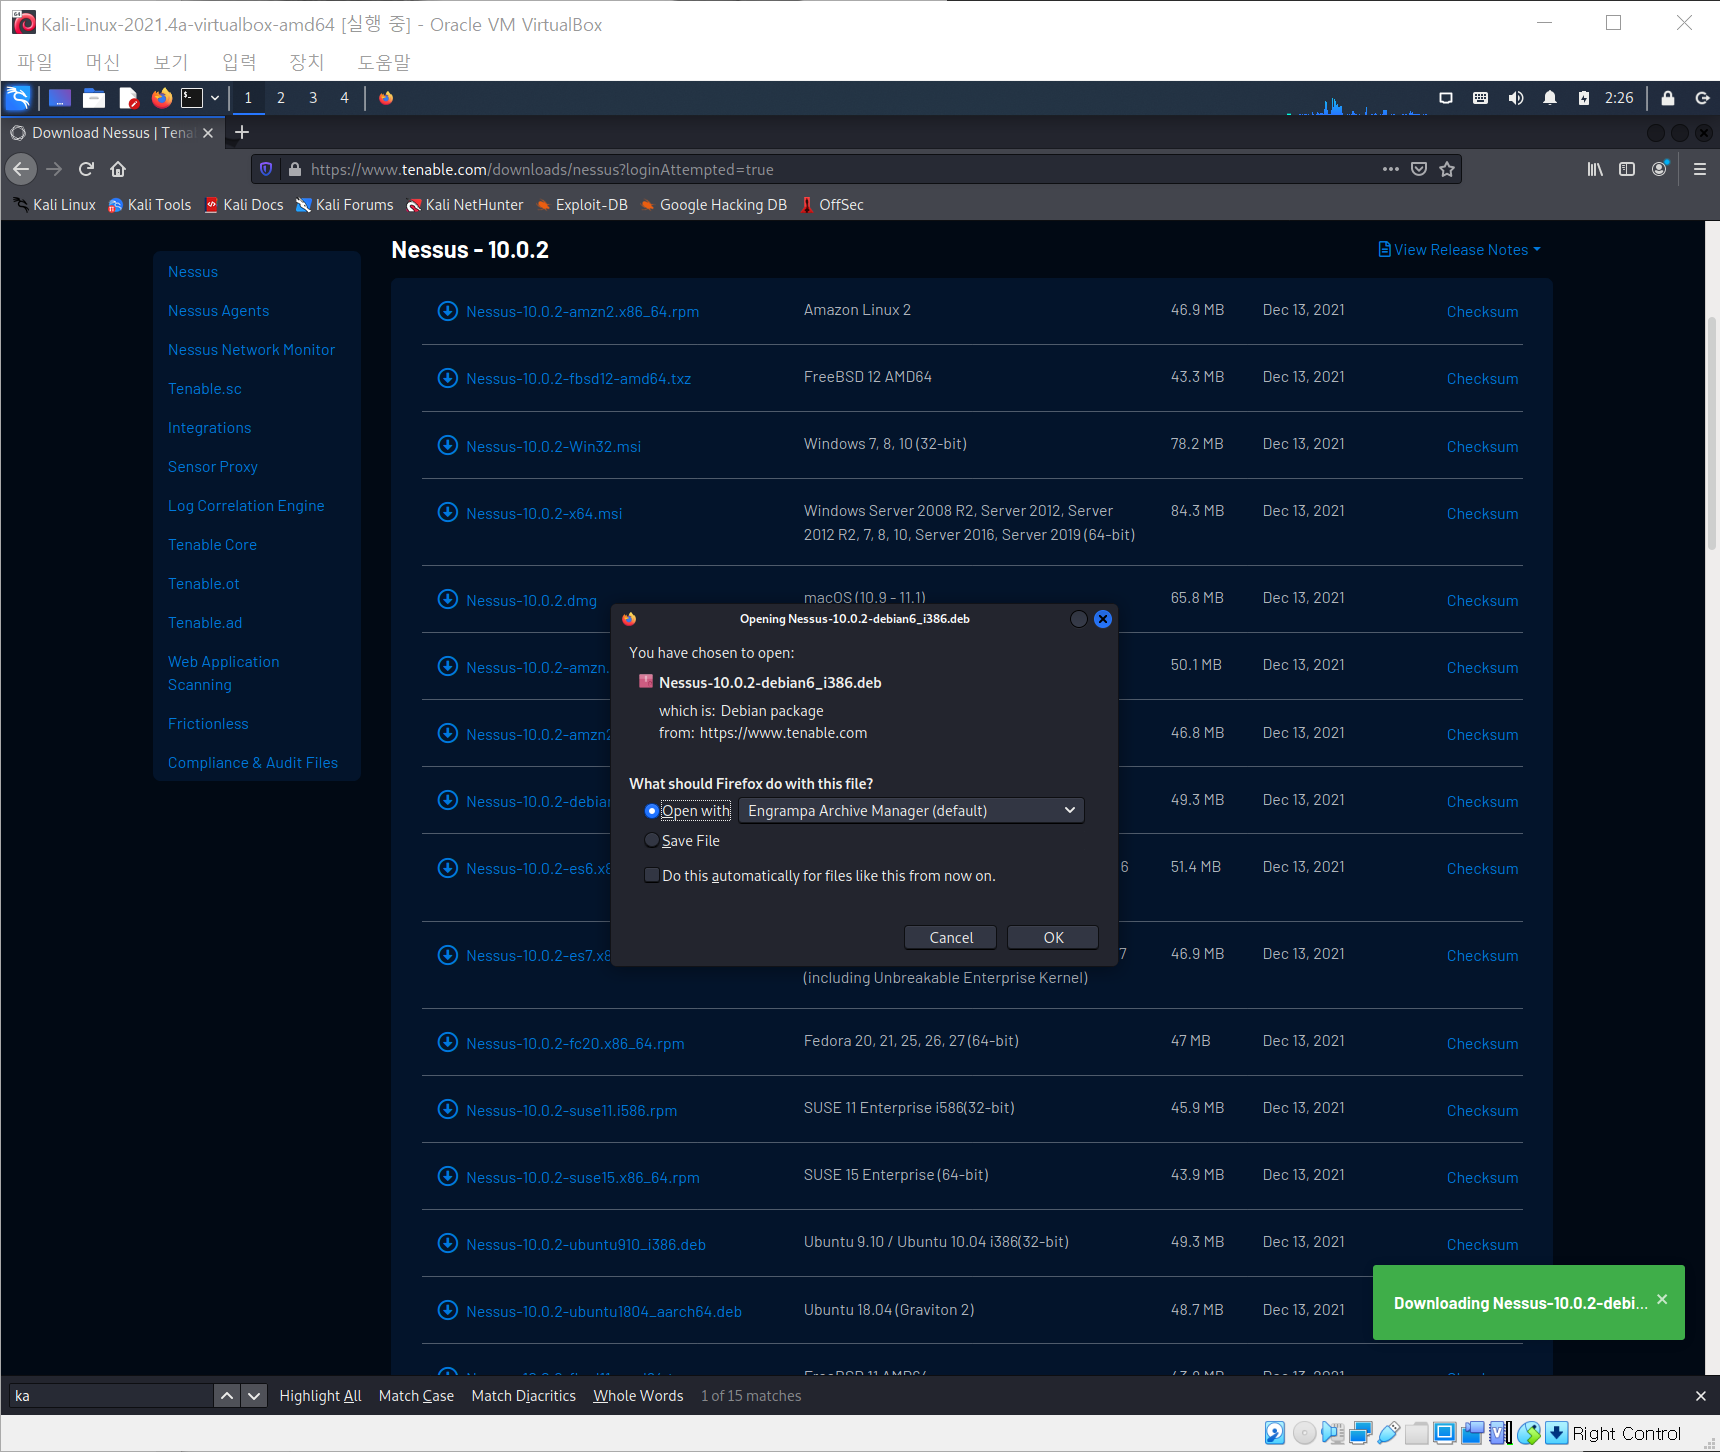 Kali-Linux-2021.4a-virtualbox-amd64 [실행 중] - Oracle VM VirtualBox
파일 머신 보기 입력 장치 도움말
1 2 3 4 2:26
Download Nessus | Tena
https://www.tenable.com/downloads/nessus?loginAttempted=true
Kali Linux Kali Tools Kali Docs Kali Forums Kali NetHunter Exploit-DB Google Hacking DB OffSec
Nessus
Nessus Agents
Nessus Network Monitor
Tenable.sc
Integrations
Sensor Proxy
Log Correlation Engine
Tenable Core
Tenable.ot
Tenable.ad
Web Application
Scanning
Frictionless
Compliance & Audit Files
Nessus - 10.0.2 View Release Notes
Nessus-10.0.2-amzn2.x86_64.rpm Amazon Linux 2 46.9 MB Dec 13, 2021 Checksum
Nessus-10.0.2-fbsd12-amd64.txz FreeBSD 12 AMD64 43.3 MB Dec 13, 2021 Checksum
Nessus-10.0.2-Win32.msi Windows 7, 8, 10 (32-bit) 78.2 MB Dec 13, 2021 Checksum
Nessus-10.0.2-x64.msi Windows Server 2008 R2, Server 2012, Server 84.3 MB Dec 13, 2021 Checksum
2012 R2, 7, 8, 10, Server 2016, Server 2019 (64-bit)
Nessus-10.0.2.dmg macOS (10.9 - 11.1) 65.8 MB Dec 13, 2021 Checksum
Nessus-10.0.2-amzn. 50.1 MB Dec 13, 2021 Checksum
Nessus-10.0.2-amzn2 46.8 MB Dec 13, 2021 Checksum
Nessus-10.0.2-debian 49.3 MB Dec 13, 2021 Checksum
Nessus-10.0.2-es6.x8 6 51.4 MB Dec 13, 2021 Checksum
Nessus-10.0.2-es7.x8 7 46.9 MB Dec 13, 2021 Checksum
(including Unbreakable Enterprise Kernel)
Nessus-10.0.2-fc20.x86_64.rpm Fedora 20, 21, 25, 26, 27 (64-bit) 47 MB Dec 13, 2021 Checksum
Nessus-10.0.2-suse11.i586.rpm SUSE 11 Enterprise i586(32-bit) 45.9 MB Dec 13, 2021 Checksum
Nessus-10.0.2-suse15.x86_64.rpm SUSE 15 Enterprise (64-bit) 43.9 MB Dec 13, 2021 Checksum
Nessus-10.0.2-ubuntu910_i386.deb Ubuntu 9.10 / Ubuntu 10.04 i386(32-bit) 49.3 MB Dec 13, 2021 Checksum
Nessus-10.0.2-ubuntu1804_aarch64.deb Ubuntu 18.04 (Graviton 2) 48.7 MB Dec 13, 2021
Opening Nessus-10.0.2-debian6_i386.deb
You have chosen to open:
Nessus-10.0.2-debian6_i386.deb
which is: Debian package
from: https://www.tenable.com
What should Firefox do with this file?
Open with Engrampa Archive Manager (default)
Save File
Do this automatically for files like this from now on.
Cancel OK
Downloading Nessus-10.0.2-debi...
ka Highlight All Match Case Match Diacritics Whole Words 1 of 15 matches
Right Control